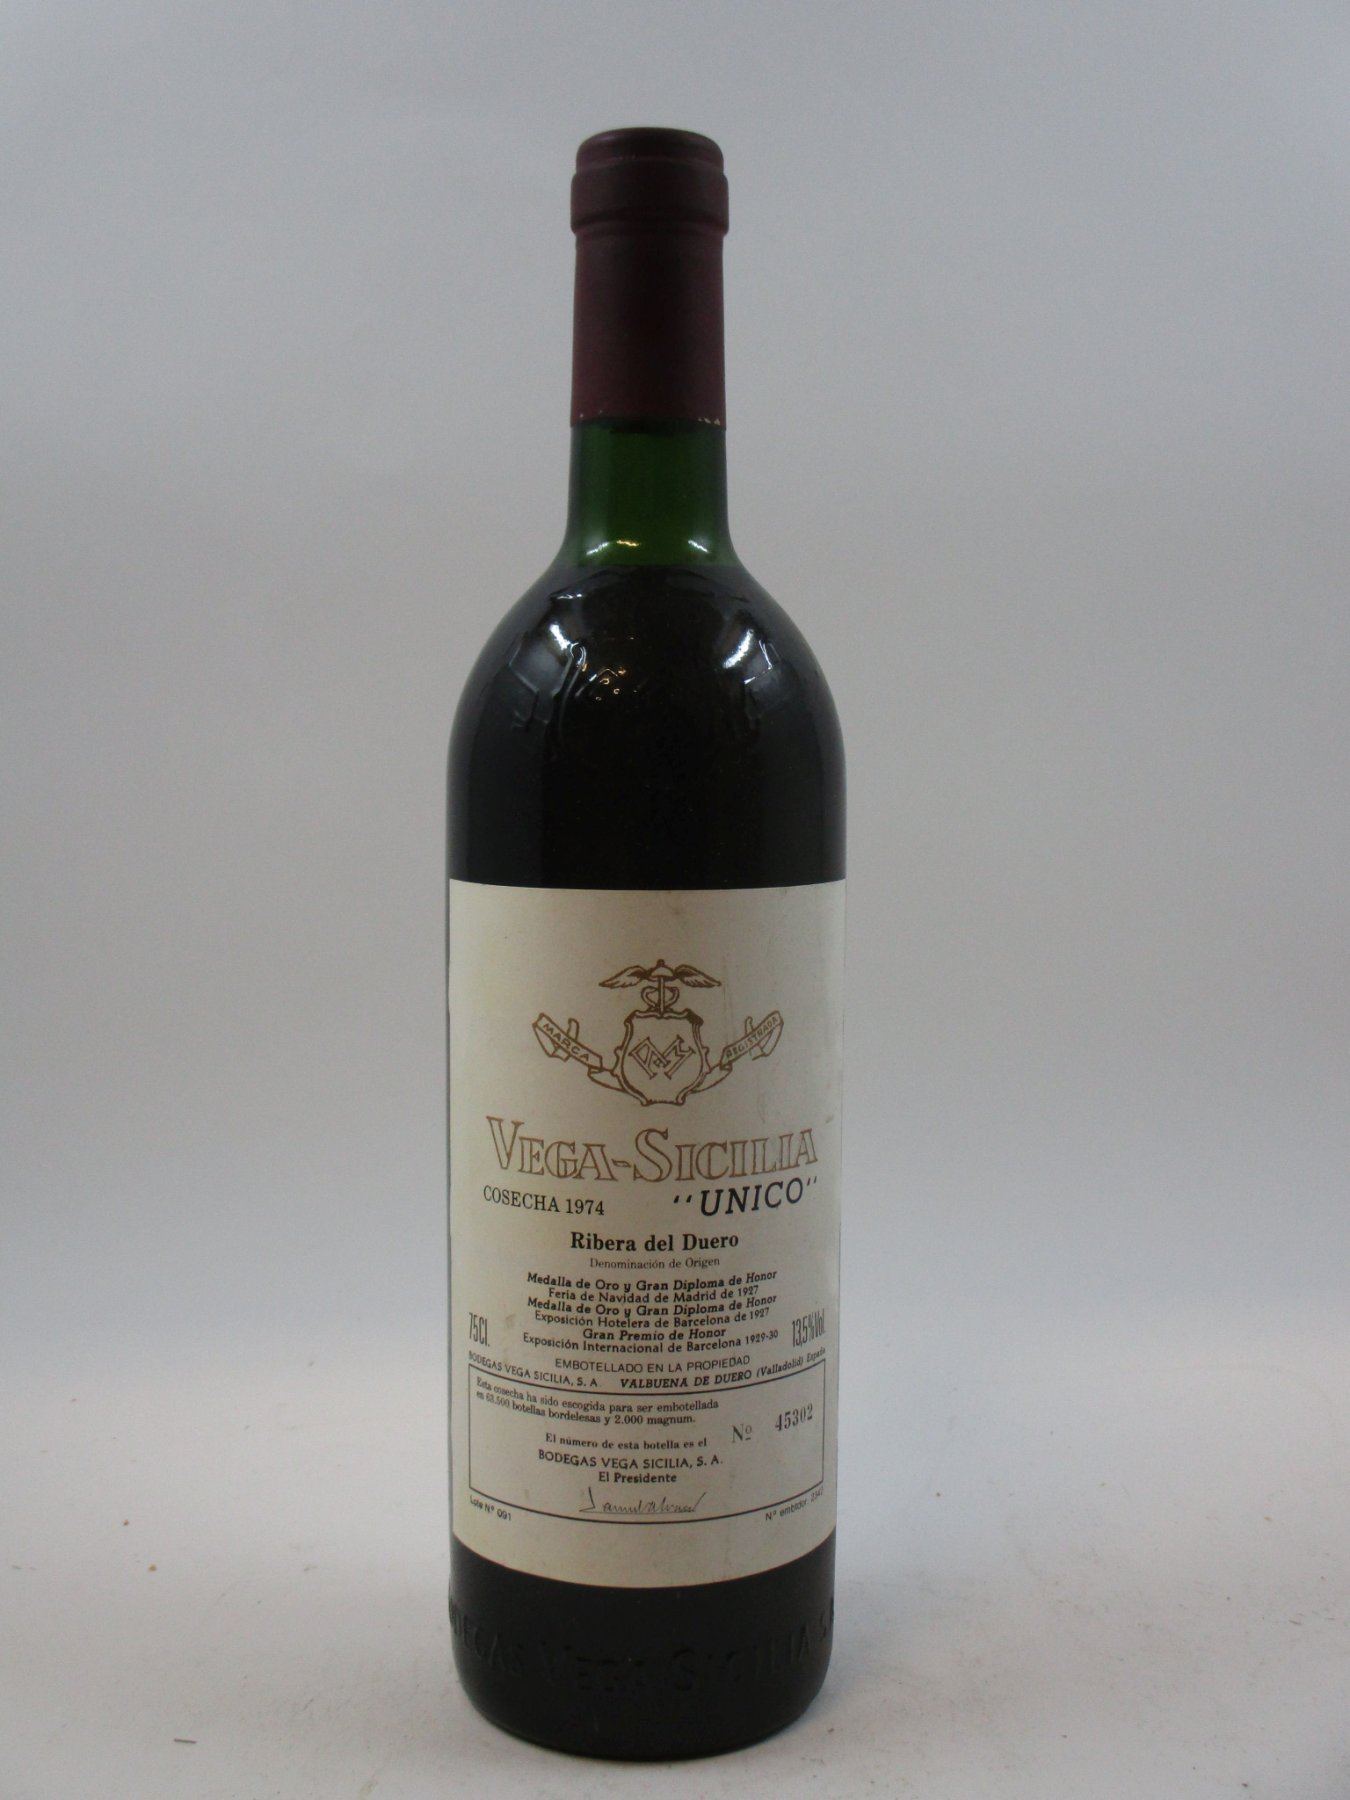 MARCA REGISTRADA
VEGA-SICILIA
COSECHA 1974 "UNICO"
Ribera del Duero
Denominación de Origen
Medalla de Oro y Gran Diploma de Honor
Feria de Navidad de Madrid de 1927
Medalla de Oro y Gran Diploma de Honor
Exposición Hotelera de Barcelona de 1927
Gran Premio de Honor
75Cl. Exposición Internacional de Barcelona 1929-30 13,5%Vol.
EMBOTELLADO EN LA PROPIEDAD
BODEGAS VEGA SICILIA, S. A. VALBUENA DE DUERO (Valladolid) España
Esta cosecha ha sido escogida para ser embotellada
en 63.500 botellas bordelesas y 2.000 magnum.
El número de esta botella es el Nº 45302
BODEGAS VEGA SICILIA, S. A.
El Presidente
Lote Nº 091 Nº embtdor. 2342
BODEGAS VEGA-SICILIA S.A